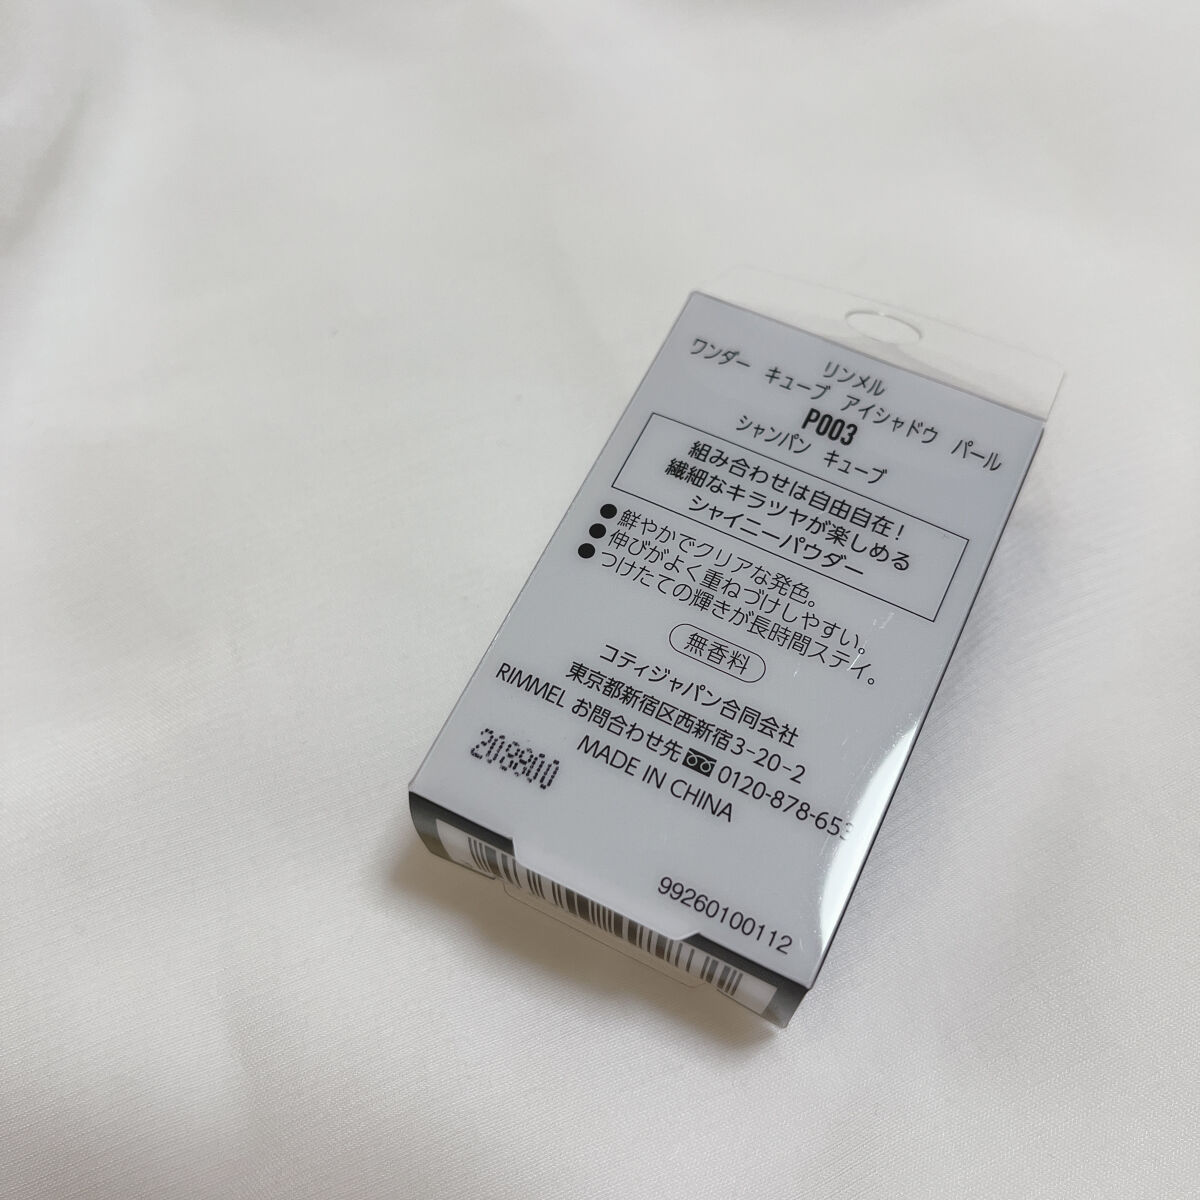 リンメル
ワンダー キューブ アイシャドウ パール
P003
シャンパン キューブ
組み合わせは自由自在!
繊細なキラツヤが楽しめる
シャイニーパウダー
●鮮やかでクリアな発色。
●伸びがよく重ねづけしやすい。
●つけたての輝きが長時間ステイ。
無香料
コティジャパン合同会社
東京都新宿区西新宿3-20-2
RIMMEL お問合わせ先 0120-878-653
MADE IN CHINA
208800
99260100112